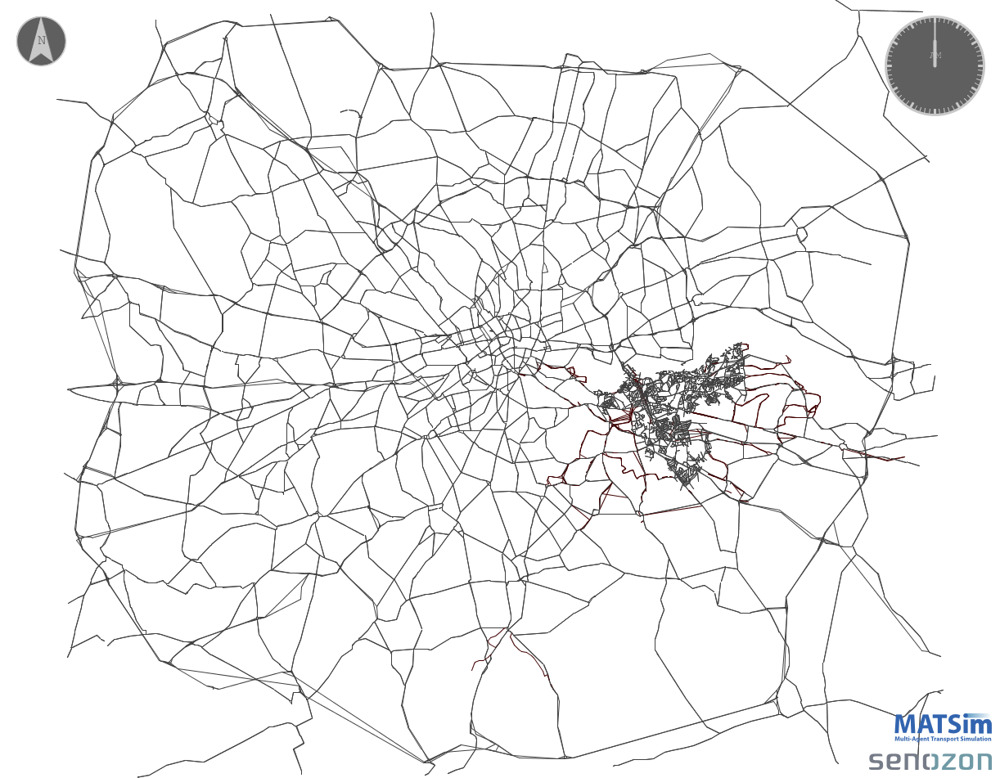 N
AM
MATSim
Multi-Agent Transport Simulation
senozon